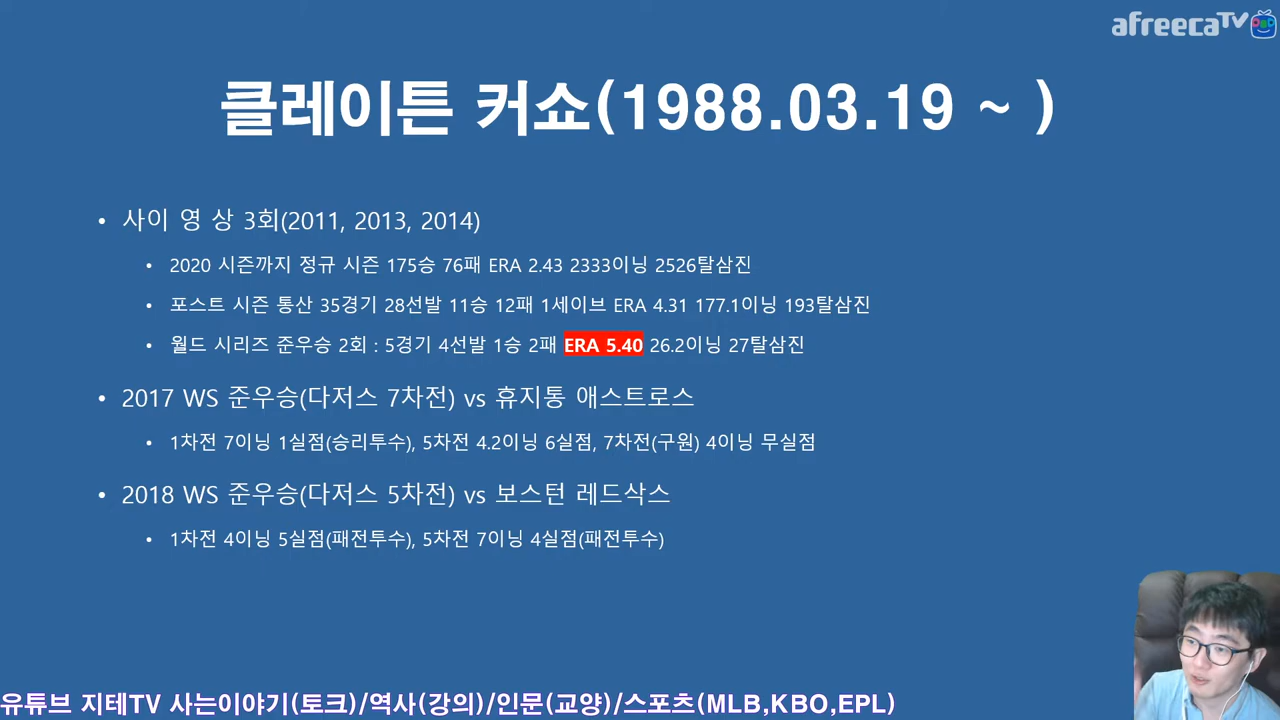 afreecaTV
클레이튼 커쇼(1988.03.19 ~ )
• 사이 영 상 3회(2011, 2013, 2014)
• 2020 시즌까지 정규 시즌 175승 76패 ERA 2.43 2333이닝 2526탈삼진
• 포스트 시즌 통산 35경기 28선발 11승 12패 1세이브 ERA 4.31 177.1이닝 193탈삼진
• 월드 시리즈 준우승 2회 : 5경기 4선발 1승 2패 ERA 5.40 26.2이닝 27탈삼진
• 2017 WS 준우승(다저스 7차전) vs 휴지통 애스트로스
• 1차전 7이닝 1실점(승리투수), 5차전 4.2이닝 6실점, 7차전(구원) 4이닝 무실점
• 2018 WS 준우승(다저스 5차전) vs 보스턴 레드삭스
• 1차전 4이닝 5실점(패전투수), 5차전 7이닝 4실점(패전투수)
유튜브 지테TV 사는이야기(토크)/역사(강의)/인문(교양)/스포츠(MLB,KBO,EPL)